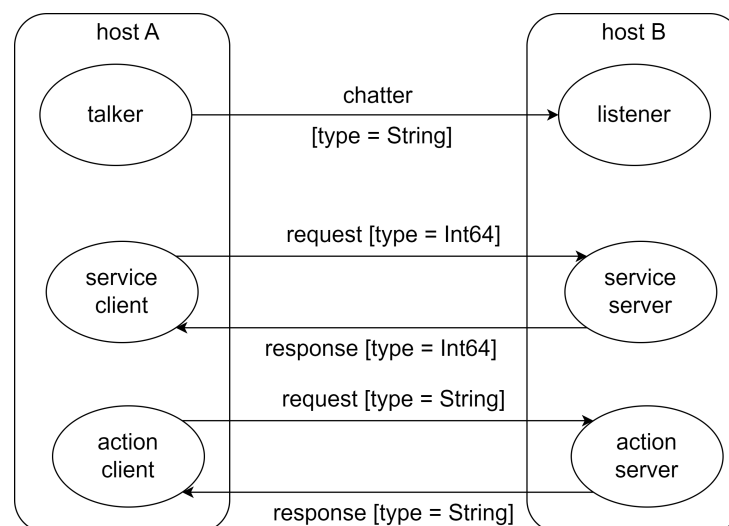 host A
host B
talker
chatter
[type = String]
listener
request [type = Int64]
service
client
service
server
response [type = Int64]
request [type = String]
action
client
action
server
response [type = String]